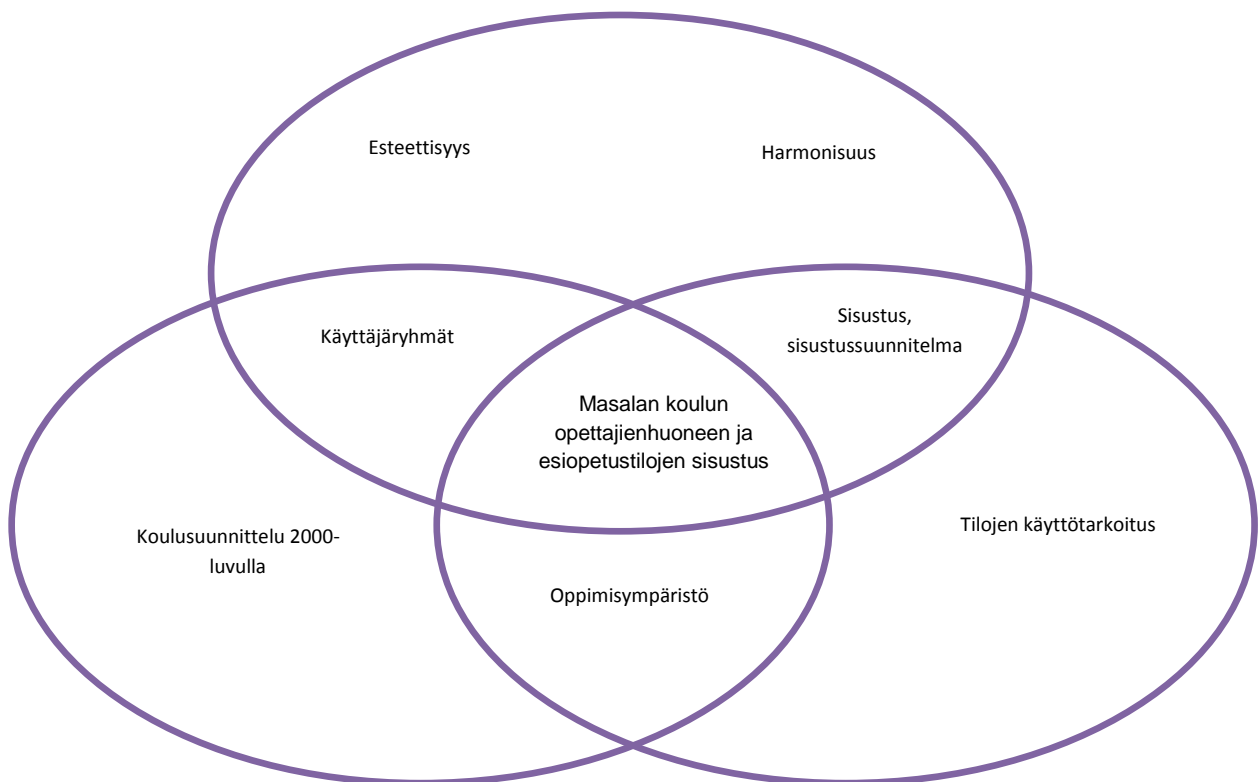 Esteettisyys
Harmonisuus
Käyttäjäryhmät
Sisustus,
sisustussuunnitelma
Masalan koulun
opettajienhuoneen ja
esiopetustilojen sisustus
Koulusuunnittelu 2000-
luvulla
Tilojen käyttötarkoitus
Oppimisympäristö